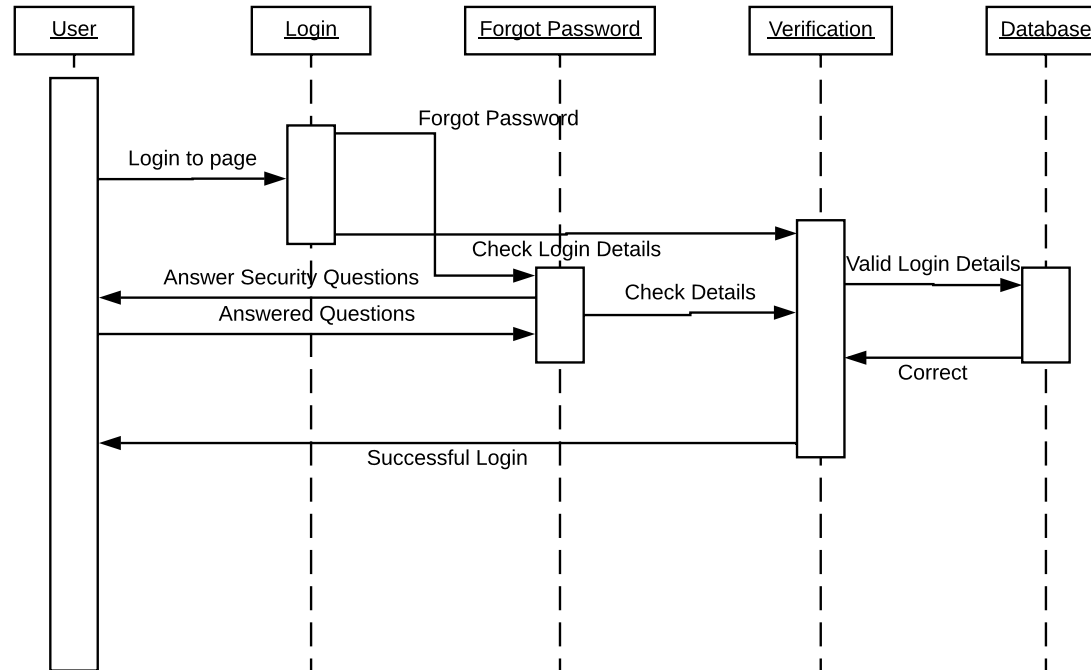 User
Login
Forgot Password
Verification
Database
Forgot Password
Login to page
Check Login Details
Valid Login Details
Answer Security Questions
Check Details
Answered Questions
Correct
Successful Login